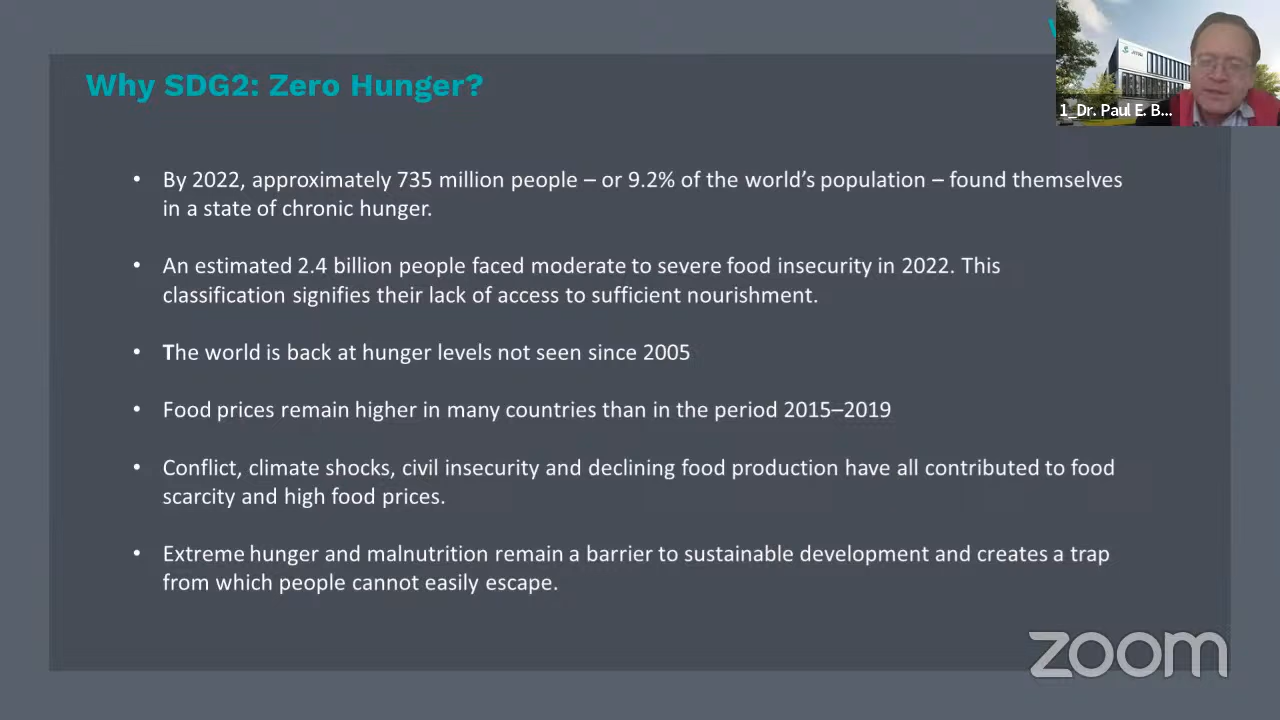 Why SDG2: Zero Hunger?
1_Dr. Paul E. B...
• By 2022, approximately 735 million people – or 9.2% of the world's population – found themselves
in a state of chronic hunger.
• An estimated 2.4 billion people faced moderate to severe food insecurity in 2022. This
classification signifies their lack of access to sufficient nourishment.
• The world is back at hunger levels not seen since 2005
• Food prices remain higher in many countries than in the period 2015–2019
• Conflict, climate shocks, civil insecurity and declining food production have all contributed to food
scarcity and high food prices.
• Extreme hunger and malnutrition remain a barrier to sustainable development and creates a trap
from which people cannot easily escape.
zoom